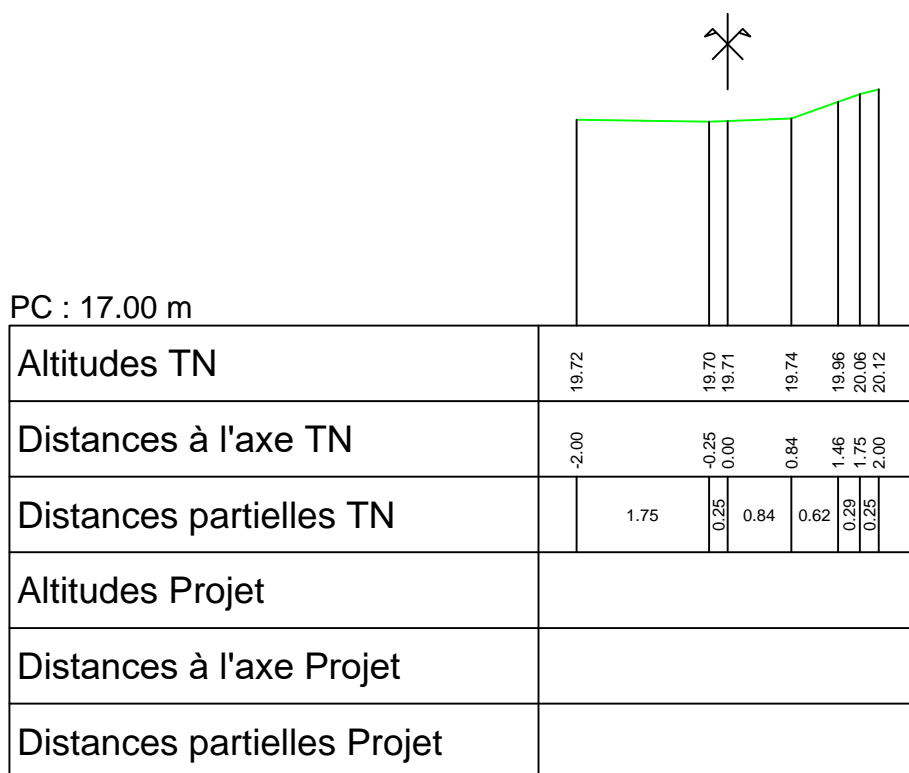 PC : 17.00 m
Altitudes TN
19.72 19.70 19.71 19.74 19.96 20.06 20.12
Distances à l'axe TN
-2.00 -0.25 0.00 0.84 1.46 1.75 2.00
Distances partielles TN
1.75 0.25 0.84 0.62 0.29 0.25
Altitudes Projet
Distances à l'axe Projet
Distances partielles Projet